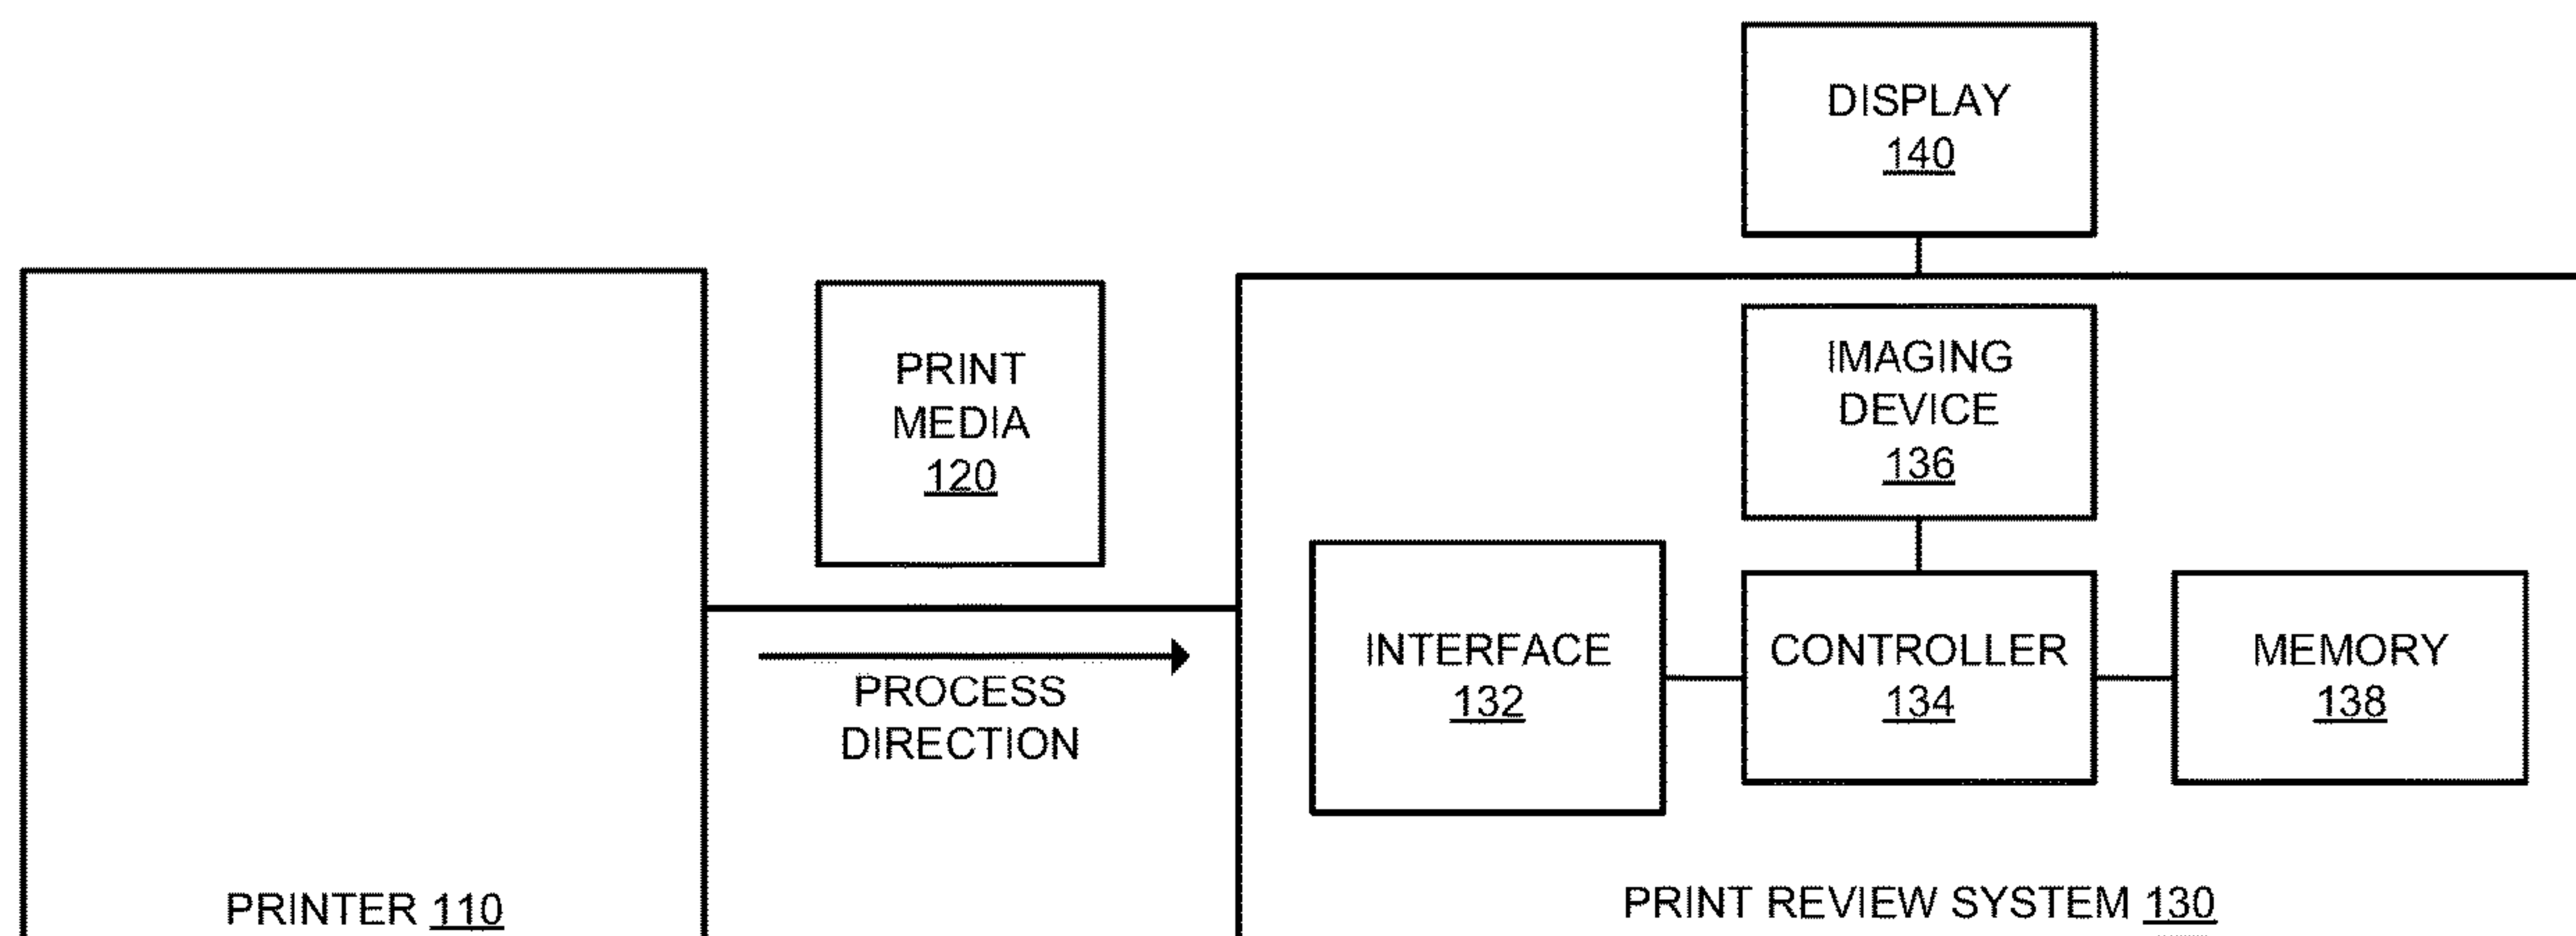 DISPLAY
140
PRINT
MEDIA
120
IMAGING
DEVICE
136
INTERFACE
132
CONTROLLER
134
MEMORY
138
PROCESS
DIRECTION
PRINTER 110
PRINT REVIEW SYSTEM 130